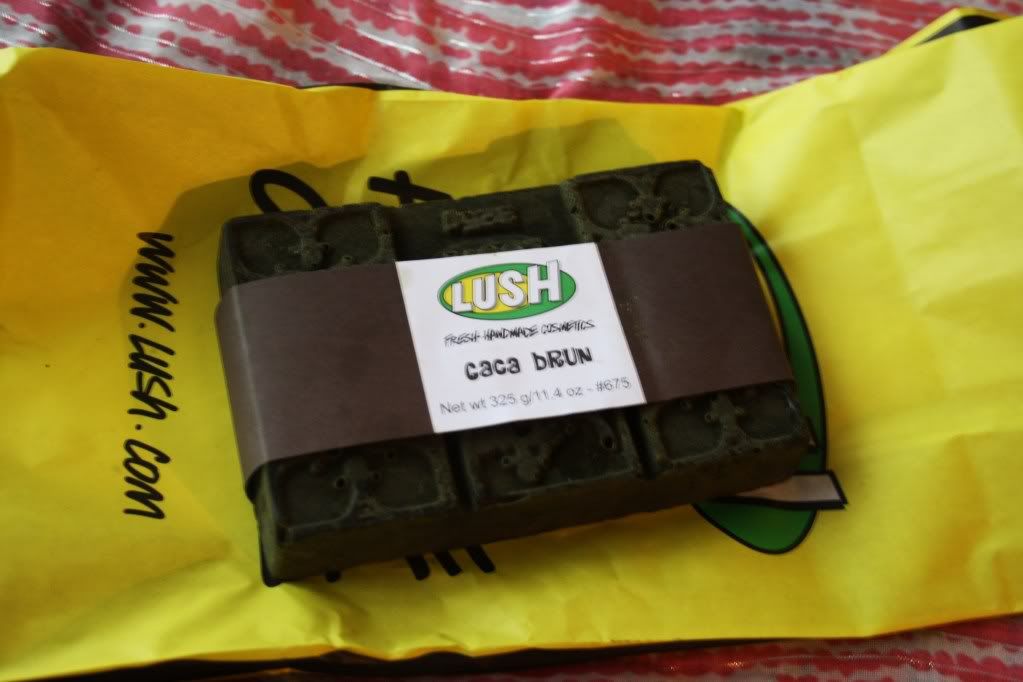 LUSH
FRESH HANDMADE COSMETICS
caca bRUN
Net wt 325 g/11.4 oz - #675
www.LUSH.com